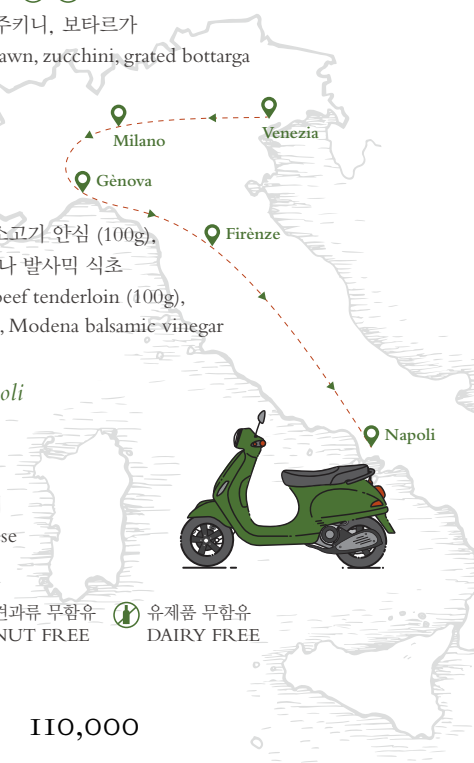 주키니, 보타르가
awn, zucchini, grated bottarga
Venezia
Milano
Gènova
Firènze
소고기 안심 (100g),
나 발사믹 식초
beef tenderloin (100g),
, Modena balsamic vinegar
oli
Napoli
se
견과류 무함유
NUT FREE
유제품 무함유
DAIRY FREE
110,000